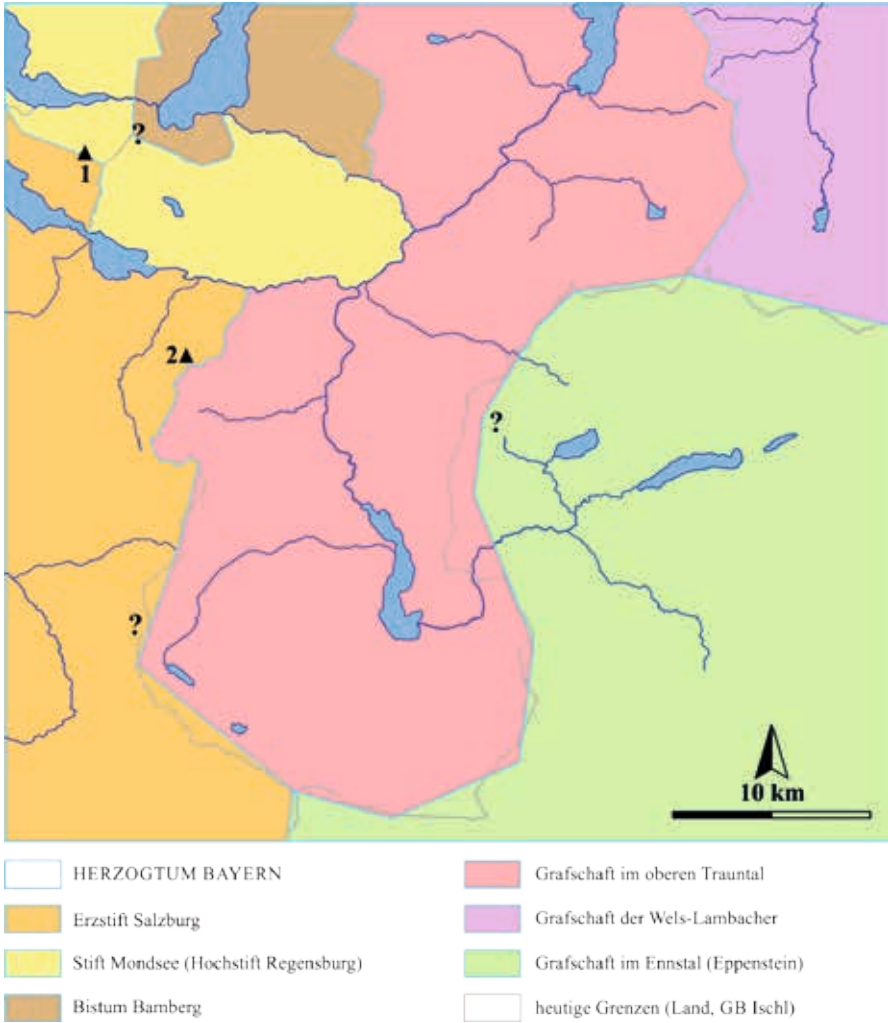 ?
1
2
?
?
10 km
HERZOGTUM BAYERN
Erzstift Salzburg
Stift Mondsee (Hochstift Regensburg)
Bistum Bamberg
Grafschaft im oberen Trauntal
Grafschaft der Wels-Lambacher
Grafschaft im Ennstal (Eppenstein)
heutige Grenzen (Land, GB Ischl)